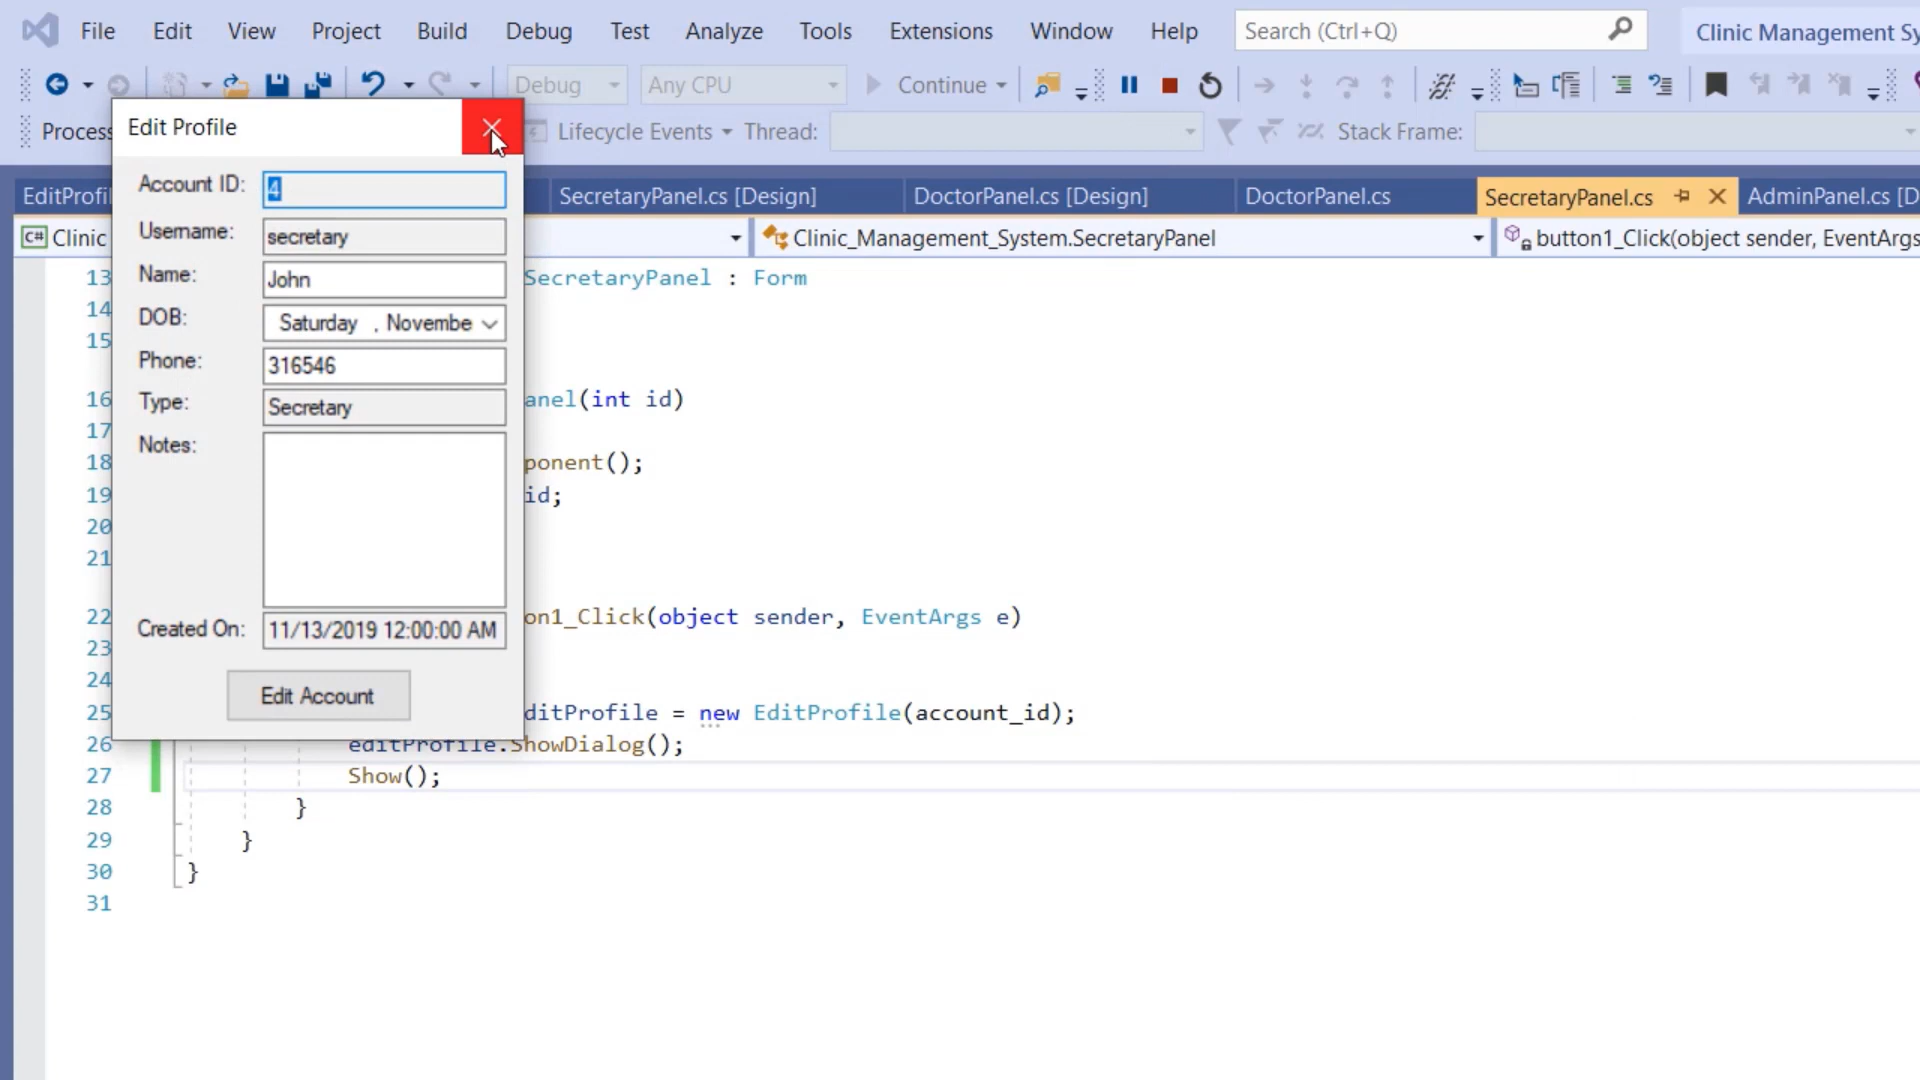 File Edit View Project Build Debug Test Analyze Tools Extensions Window Help Search (Ctrl+Q) Clinic Management Sy
Debug Any CPU Continue
Process Lifecycle Events Thread: Stack Frame:
EditProfil SecretaryPanel.cs [Design] DoctorPanel.cs [Design] DoctorPanel.cs SecretaryPanel.cs AdminPanel.cs [D
C# Clinic Clinic_Management_System.SecretaryPanel button1_Click(object sender, EventArgs
Edit Profile
Account ID: 4
Username: secretary
Name: John
DOB: Saturday , Novembe
Phone: 316546
Type: Secretary
Notes:
Created On: 11/13/2019 12:00:00 AM
Edit Account
13 SecretaryPanel : Form
14
15
16 anel(int id)
17
18 ponent();
19 id;
20
21
22 on1_Click(object sender, EventArgs e)
23
24
25 ditProfile = new EditProfile(account_id);
26 editProfile.ShowDialog();
27 Show();
28 }
29 }
30 }
31